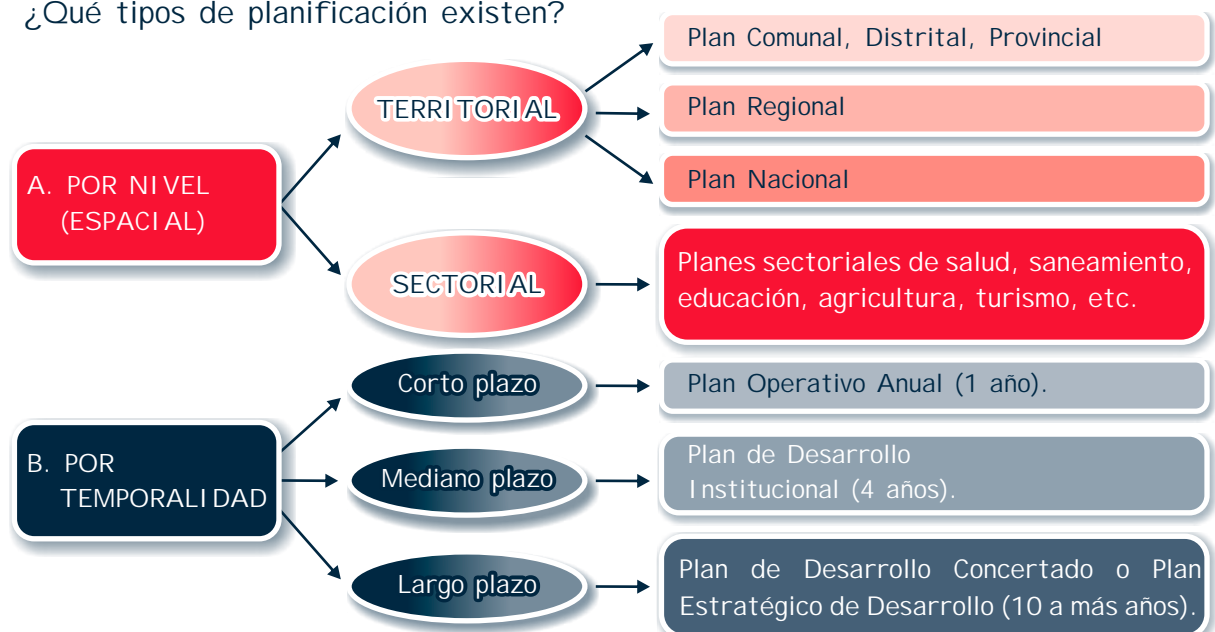 ¿Qué tipos de planificación existen?
A. POR NIVEL
(ESPACIAL)
TERRITORIAL
Plan Comunal, Distrital, Provincial
Plan Regional
Plan Nacional
SECTORIAL
Planes sectoriales de salud, saneamiento,
educación, agricultura, turismo, etc.
B. POR
TEMPORALIDAD
Corto plazo
Plan Operativo Anual (1 año).
Mediano plazo
Plan de Desarrollo
Institucional (4 años).
Largo plazo
Plan de Desarrollo Concertado o Plan
Estratégico de Desarrollo (10 a más años).